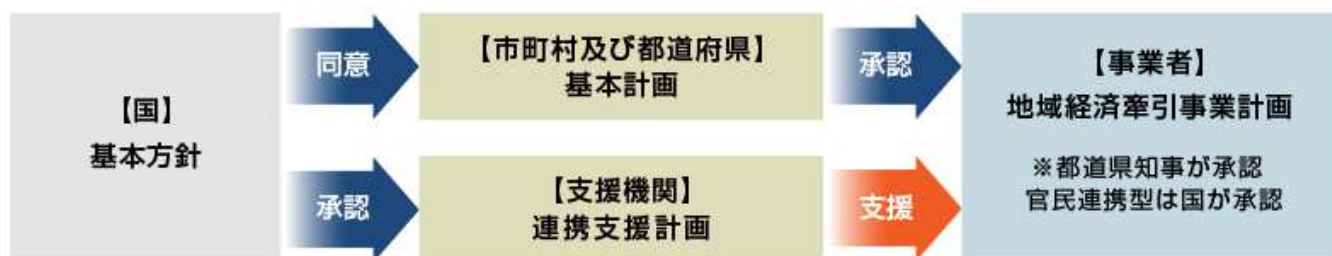 【国】
基本方針
同意
【市町村及び都道府県】
基本計画
承認
承認
【支援機関】
連携支援計画
支援
【事業者】
地域経済牽引事業計画
※都道県知事が承認
官民連携型は国が承認